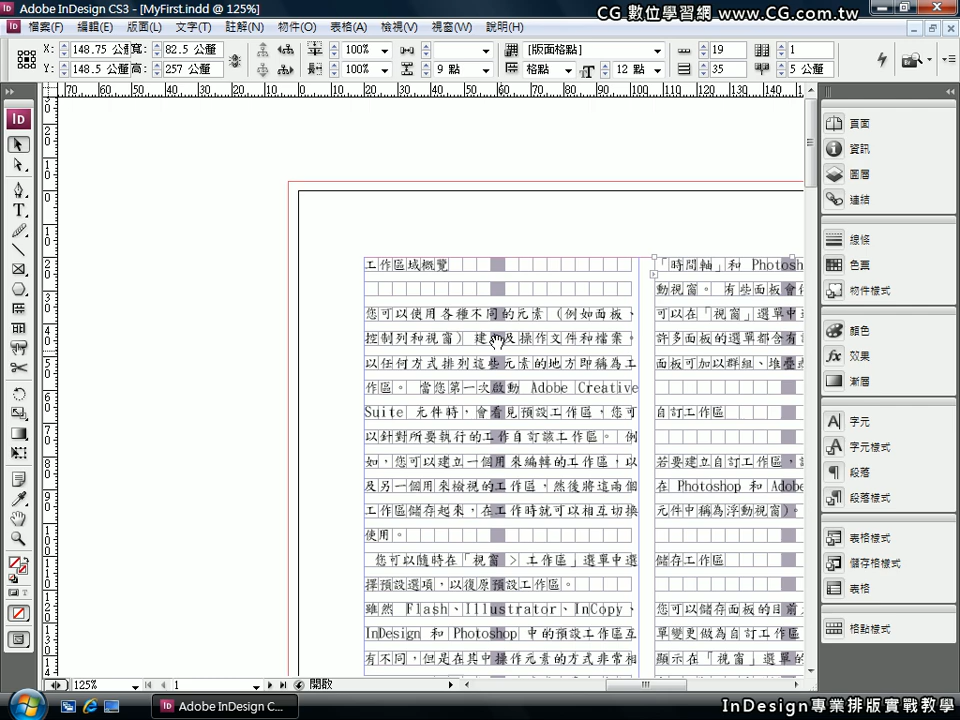 Adobe InDesign CS3 - [MyFirst.indd @ 125%]
CG 數位學習網 www.CG.com.tw
檔案(F) 編輯(E) 版面(L) 文字(T) 註解(N) 物件(O) 表格(A) 檢視(V) 視窗(W) 說明(H)
X: 148.75 公釐 寬: 82.5 公釐 100% [版面格點] 19 1
Y: 148.5 公釐 高: 257 公釐 100% 9 點 格點 12 點 35 5 公釐
70 60 50 40 30 20 10 0 10 20 30 40 50 60 70 80 90 100 110 120 130 140
頁面
資訊
圖層
連結
線條
色票
物件樣式
顏色
效果
漸層
字元
字元樣式
段落
段落樣式
表格樣式
儲存格樣式
表格
格點樣式
工作區域概覽
您可以使用各種不同的元素 (例如面板、
控制列和視窗) 建 及操作文件和檔案。
以任何方式排列這些元素的地方即稱為工
作區。 當您第一次啟動 Adobe Creative
Suite 元件時，會看見預設工作區，您可
以針對所要執行的工作自訂該工作區。 例
如，您可以建立一個用來編輯的工作區，以
及另一個用來檢視的工作區，然後將這兩個
工作區儲存起來，在工作時就可以相互切換
使用。
您可以隨時在「視窗 > 工作區」選單中選
擇預設選項，以復原預設工作區。
雖然 Flash、Illustrator、InCopy、
InDesign 和 Photoshop 中的預設工作區互
有不同，但是在其中操作元素的方式非常相
「時間軸」和 Photosh
動視窗。 有些面板會
可以在「視窗」選單中
許多面板的選單都含有
面板可加以群組、堆疊
自訂工作區
若要建立自訂工作區，
在 Photoshop 和 Adobe
元件中稱為浮動視窗)。
儲存工作區
您可以儲存面板的目前
單變更做為自訂工作區
顯示在「視窗」選單的
125% 1 開啟
Adobe InDesign C...
InDesign專業排版實戰教學